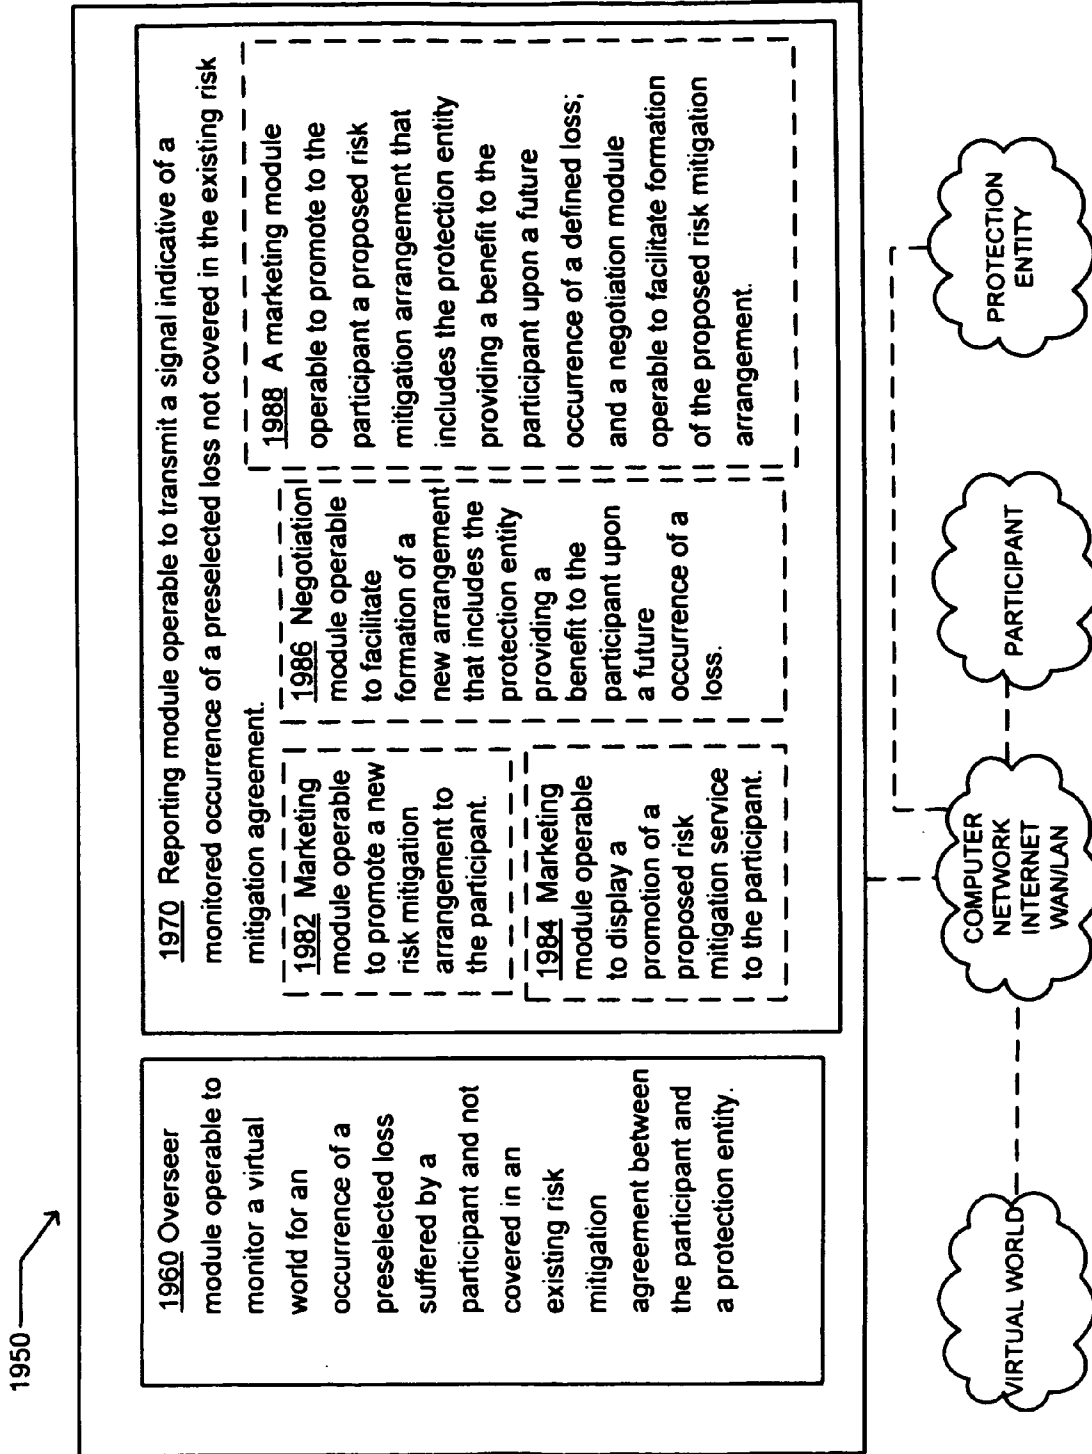 1950
1960 Overseer
module operable to
monitor a virtual
world for an
occurrence of a
preselected loss
suffered by a
participant and not
covered in an
existing risk
mitigation
agreement between
the participant and
a protection entity.
1970 Reporting module operable to transmit a signal indicative of a
monitored occurrence of a preselected loss not covered in the existing risk
mitigation agreement.
1982 Marketing
module operable
to promote a new
risk mitigation
arrangement to
the participant.
1984 Marketing
module operable
to display a
promotion of a
proposed risk
mitigation service
to the participant.
1986 Negotiation
module operable
to facilitate
formation of a
new arrangement
that includes the
protection entity
providing a
benefit to the
participant upon
a future
occurrence of a
loss.
1988 A marketing module
operable to promote to the
participant a proposed risk
mitigation arrangement that
includes the protection entity
providing a benefit to the
participant upon a future
occurrence of a defined loss;
and a negotiation module
operable to facilitate formation
of the proposed risk mitigation
arrangement.
VIRTUAL WORLD
COMPUTER
NETWORK
INTERNET
WAN/LAN
PARTICIPANT
PROTECTION
ENTITY